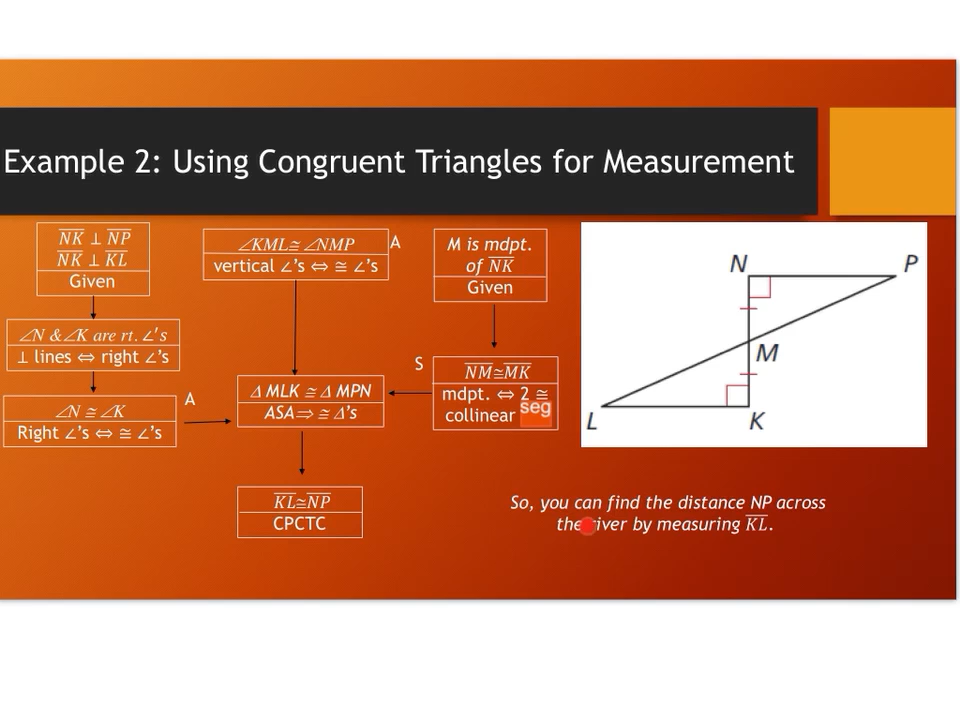 Example 2: Using Congruent Triangles for Measurement
NK ⊥ NP
NK ⊥ KL
Given
∠N &∠K are rt. ∠'s
⊥ lines ⇔ right ∠'s
∠N ≅ ∠K
Right ∠'s ⇔ ≅ ∠'s
A
∠KML≅ ∠NMP
vertical ∠'s ⇔ ≅ ∠'s
A
M is mdpt.
of NK
Given
S
NM≅MK
mdpt. ⇔ 2 ≅
collinear seg
Δ MLK ≅ Δ MPN
ASA⇒ ≅ Δ's
KL≅NP
CPCTC
N
P
M
L
K
So, you can find the distance NP across
the river by measuring KL.